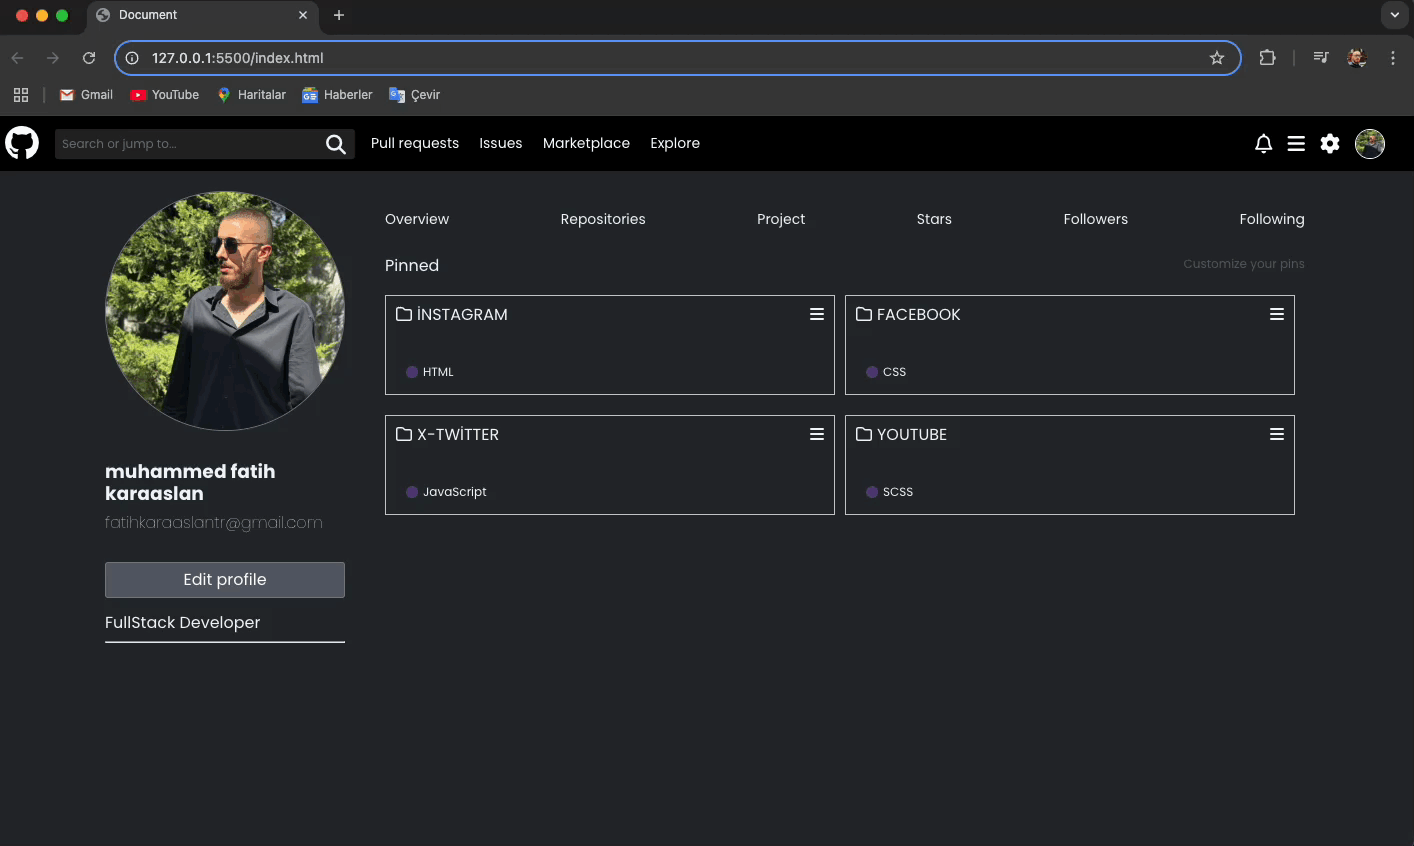 Document
127.0.0.1:5500/index.html
Gmail YouTube Haritalar Haberler Çevir
Search or jump to... Pull requests Issues Marketplace Explore
Overview Repositories Project Stars Followers Following
Pinned Customize your pins
İNSTAGRAM FACEBOOK
HTML CSS
X-TWİTTER YOUTUBE
JavaScript SCSS
muhammed fatih
karaaslan
fatihkaraaslantr@gmail.com
Edit profile
FullStack Developer